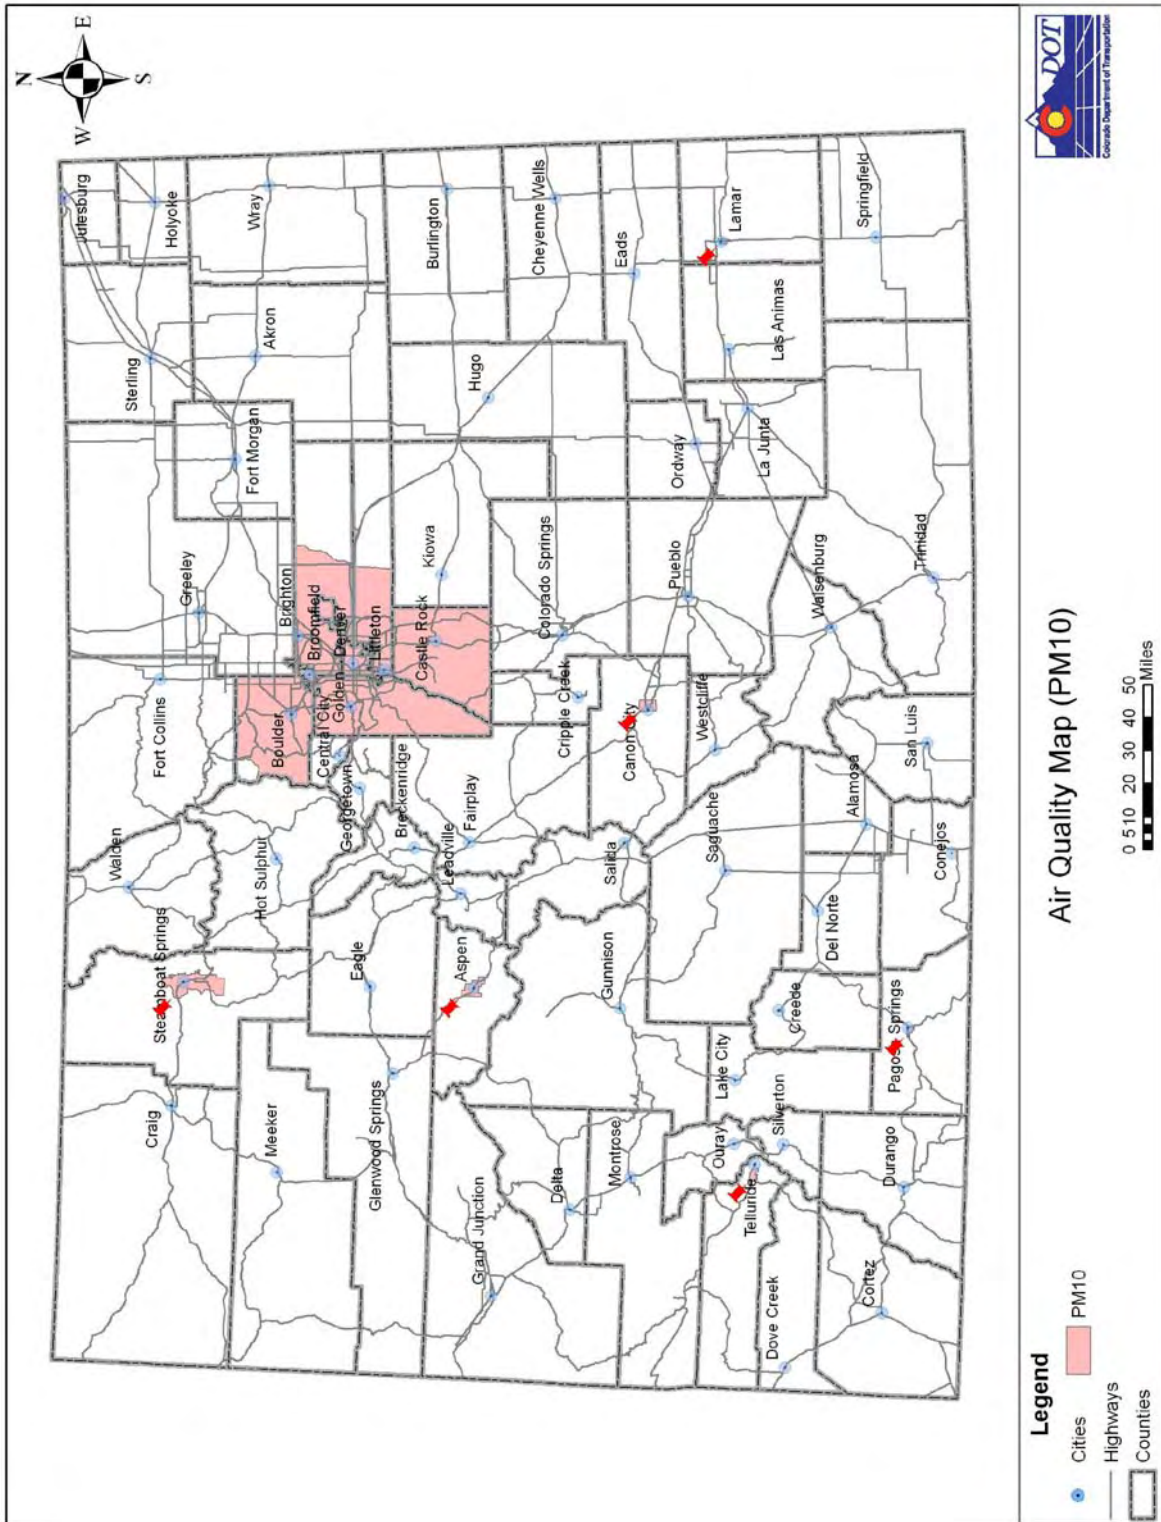 N
E
S
W
Julesburg
Holyoke
Sterling
Wray
Akron
Fort Morgan
Greeley
Fort Collins
Walden
Steamboat Springs
Craig
Meeker
Hot Sulphur
Boulder
Brighton
Broomfield
Central City
Golden
Denver
Littleton
Georgetown
Castle Rock
Kiowa
Hugo
Burlington
Cheyenne Wells
Breckenridge
Fairplay
Leadville
Eagle
Glenwood Springs
Aspen
Grand Junction
Delta
Montrose
Gunnison
Salida
Cripple Creek
Colorado Springs
Canon City
Pueblo
Westcliffe
Ordway
Eads
Lamar
Las Animas
La Junta
Springfield
Trinidad
Walsenburg
Saguache
Alamosa
San Luis
Conejos
Del Norte
Creede
Lake City
Ouray
Silverton
Telluride
Pagosa Springs
Durango
Dove Creek
Cortez
Legend
Cities
PM10
Highways
Counties
Air Quality Map (PM10)
0 5 10 20 30 40 50
Miles
DOT
Colorado Department of Transportation